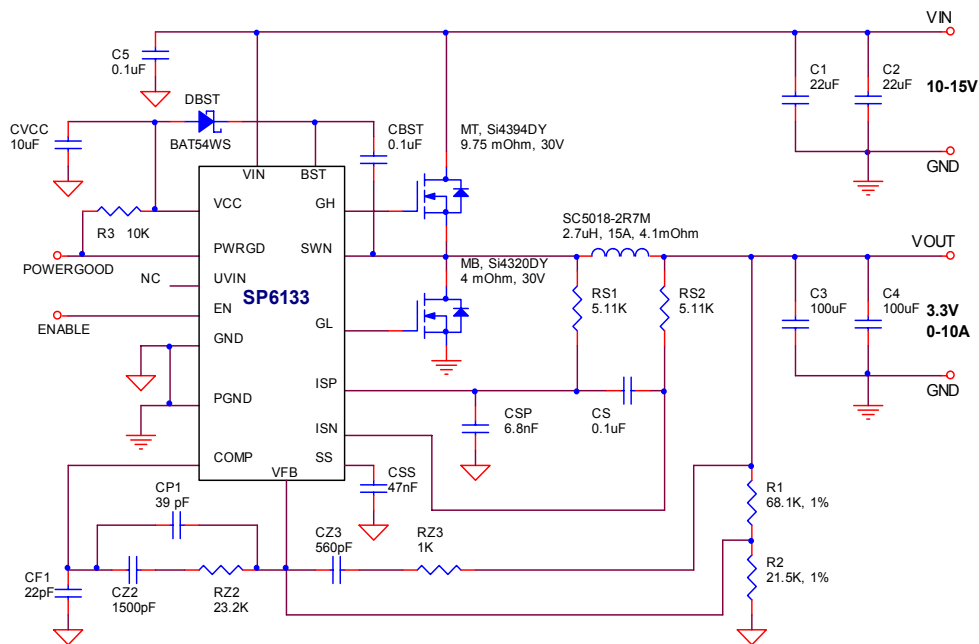 VIN
C5
0.1uF
C1
22uF
C2
22uF
10-15V
DBST
CVCC
10uF
BAT54WS
CBST
0.1uF
MT, Si4394DY
9.75 mOhm, 30V
GND
VIN
BST
VCC
GH
R3 10K
SC5018-2R7M
2.7uH, 15A, 4.1mOhm
PWRGD
SWN
VOUT
POWERGOOD
MB, Si4320DY
4 mOhm, 30V
NC
UVIN
SP6133
RS1
5.11K
RS2
5.11K
C3
100uF
C4
100uF
3.3V
0-10A
EN
ENABLE
GL
GND
ISP
GND
PGND
CSP
6.8nF
CS
0.1uF
ISN
COMP
VFB
SS
CSS
47nF
CP1
39 pF
R1
68.1K, 1%
CZ3
560pF
RZ3
1K
CF1
22pF
CZ2
1500pF
RZ2
23.2K
R2
21.5K, 1%